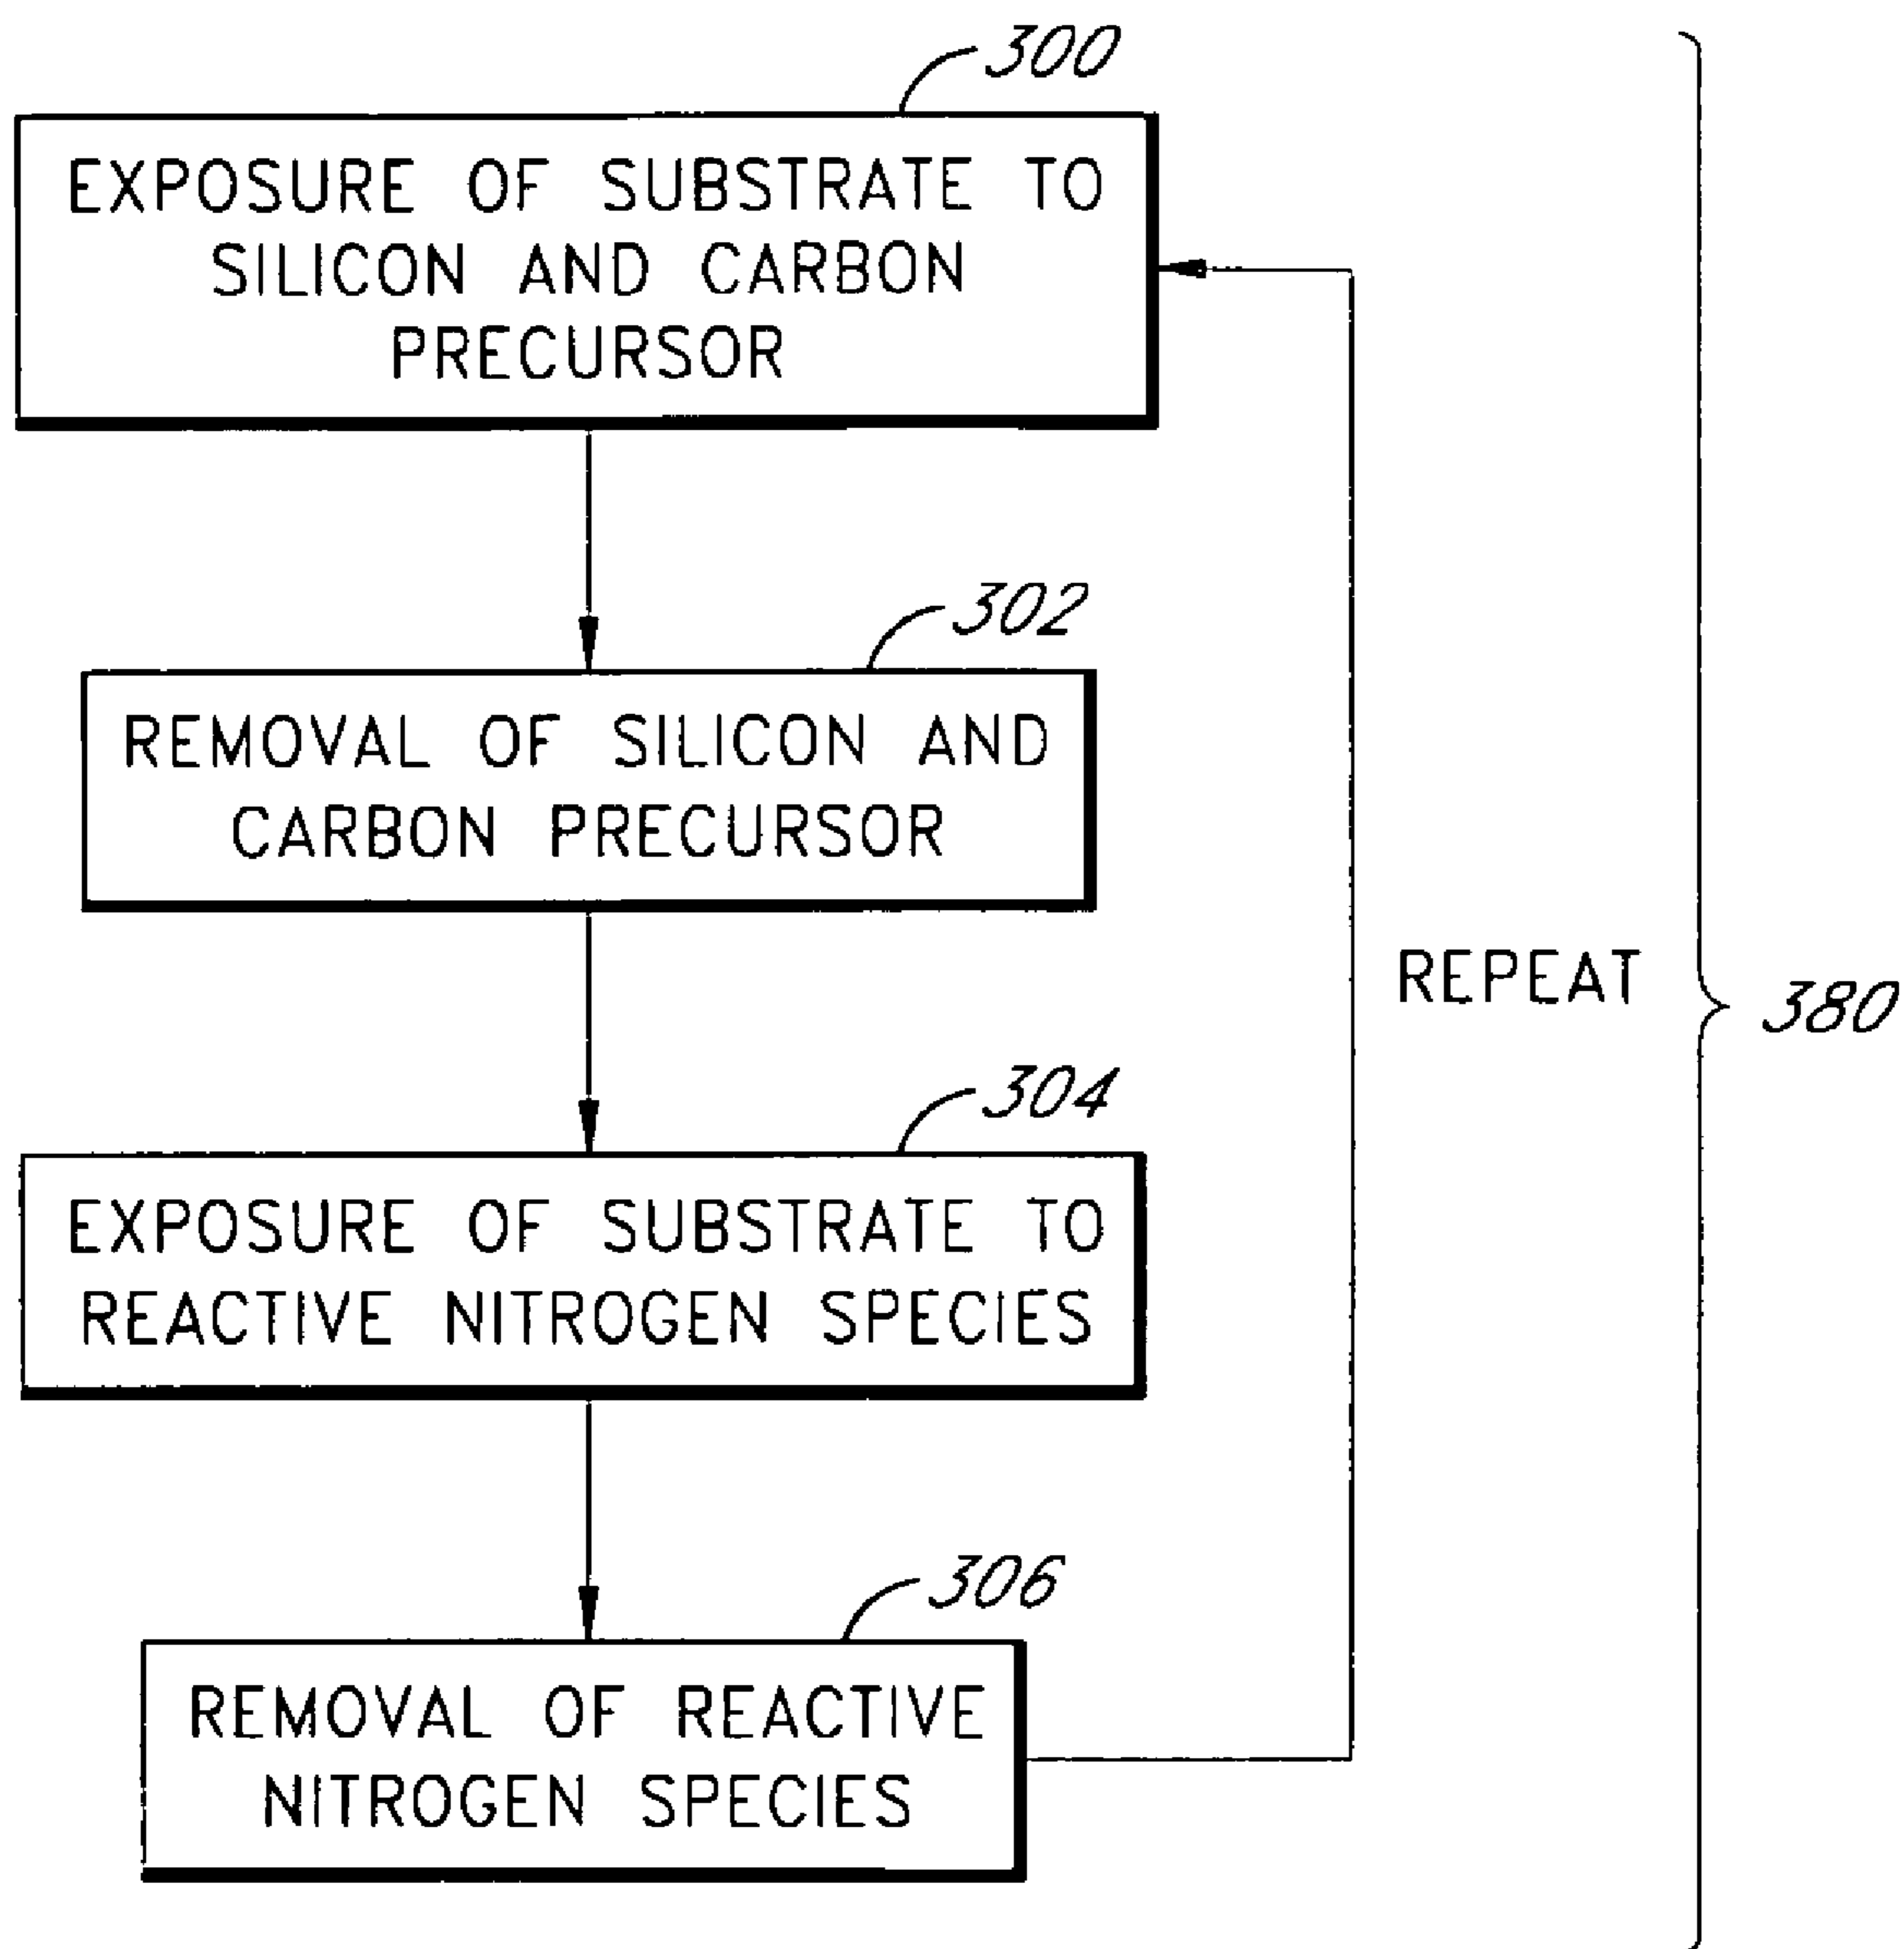 300
EXPOSURE OF SUBSTRATE TO
SILICON AND CARBON
PRECURSOR
302
REMOVAL OF SILICON AND
CARBON PRECURSOR
REPEAT
380
304
EXPOSURE OF SUBSTRATE TO
REACTIVE NITROGEN SPECIES
306
REMOVAL OF REACTIVE
NITROGEN SPECIES